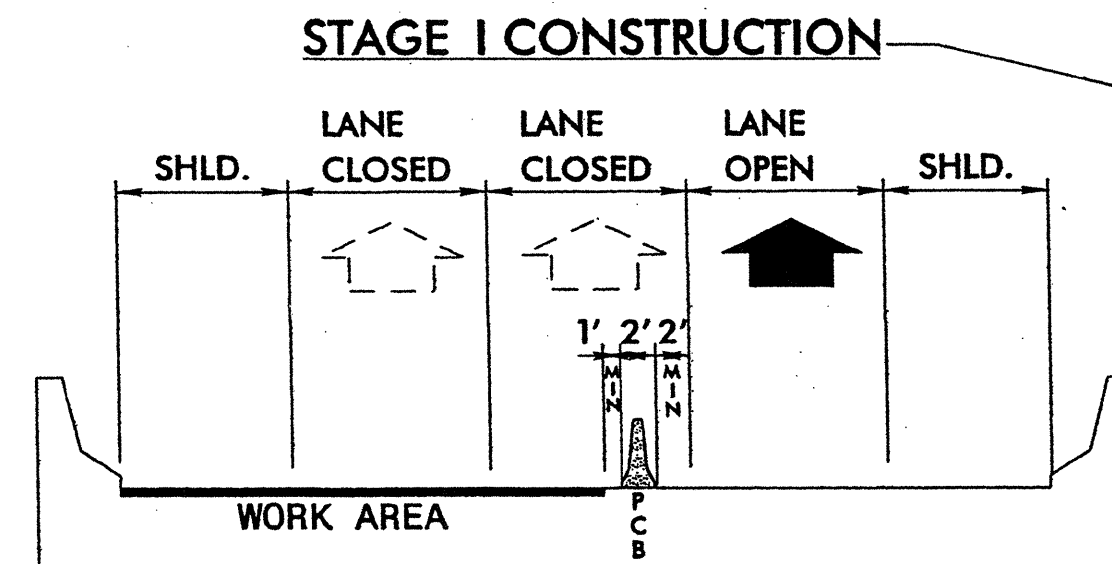 STAGE I CONSTRUCTION
LANE LANE LANE
SHLD. CLOSED CLOSED OPEN SHLD.
1' 2' 2'
MIN MIN
WORK AREA
PCB